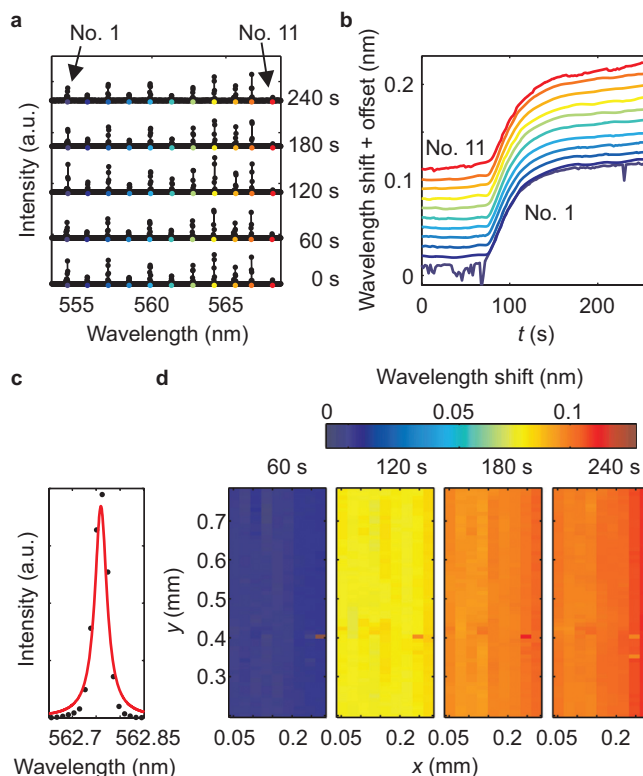 a
No. 1
No. 11
240 s
180 s
120 s
60 s
0 s
Intensity (a.u.)
555
560
565
Wavelength (nm)
b
Wavelength shift + offset (nm)
0.2
0.1
0
No. 11
No. 1
0
100
200
t (s)
c
Intensity (a.u.)
562.7
562.85
Wavelength (nm)
d
Wavelength shift (nm)
0
0.05
0.1
60 s
120 s
180 s
240 s
y (mm)
0.7
0.6
0.5
0.4
0.3
0.05
0.2
0.05
0.2
0.05
0.2
0.05
0.2
x (mm)